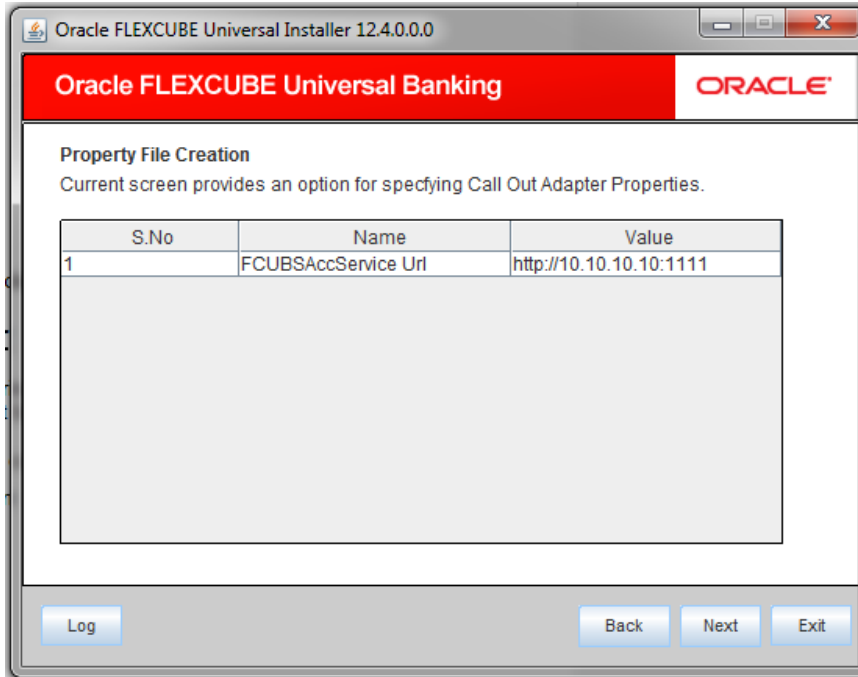 Oracle FLEXCUBE Universal Installer 12.4.0.0.0
Oracle FLEXCUBE Universal Banking
ORACLE
Property File Creation
Current screen provides an option for specfying Call Out Adapter Properties.
S.No Name Value
1 FCUBSAccService Url http://10.10.10.10:1111
Log Back Next Exit